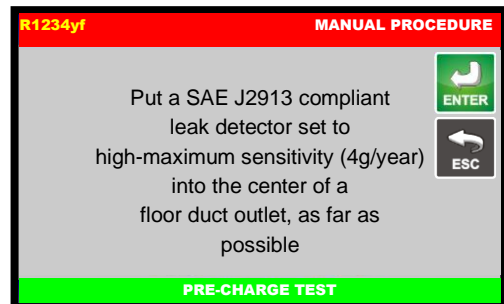 R1234yf MANUAL PROCEDURE
Put a SAE J2913 compliant
leak detector set to
high-maximum sensitivity (4g/year)
into the center of a
floor duct outlet, as far as
possible
ENTER
ESC
PRE-CHARGE TEST